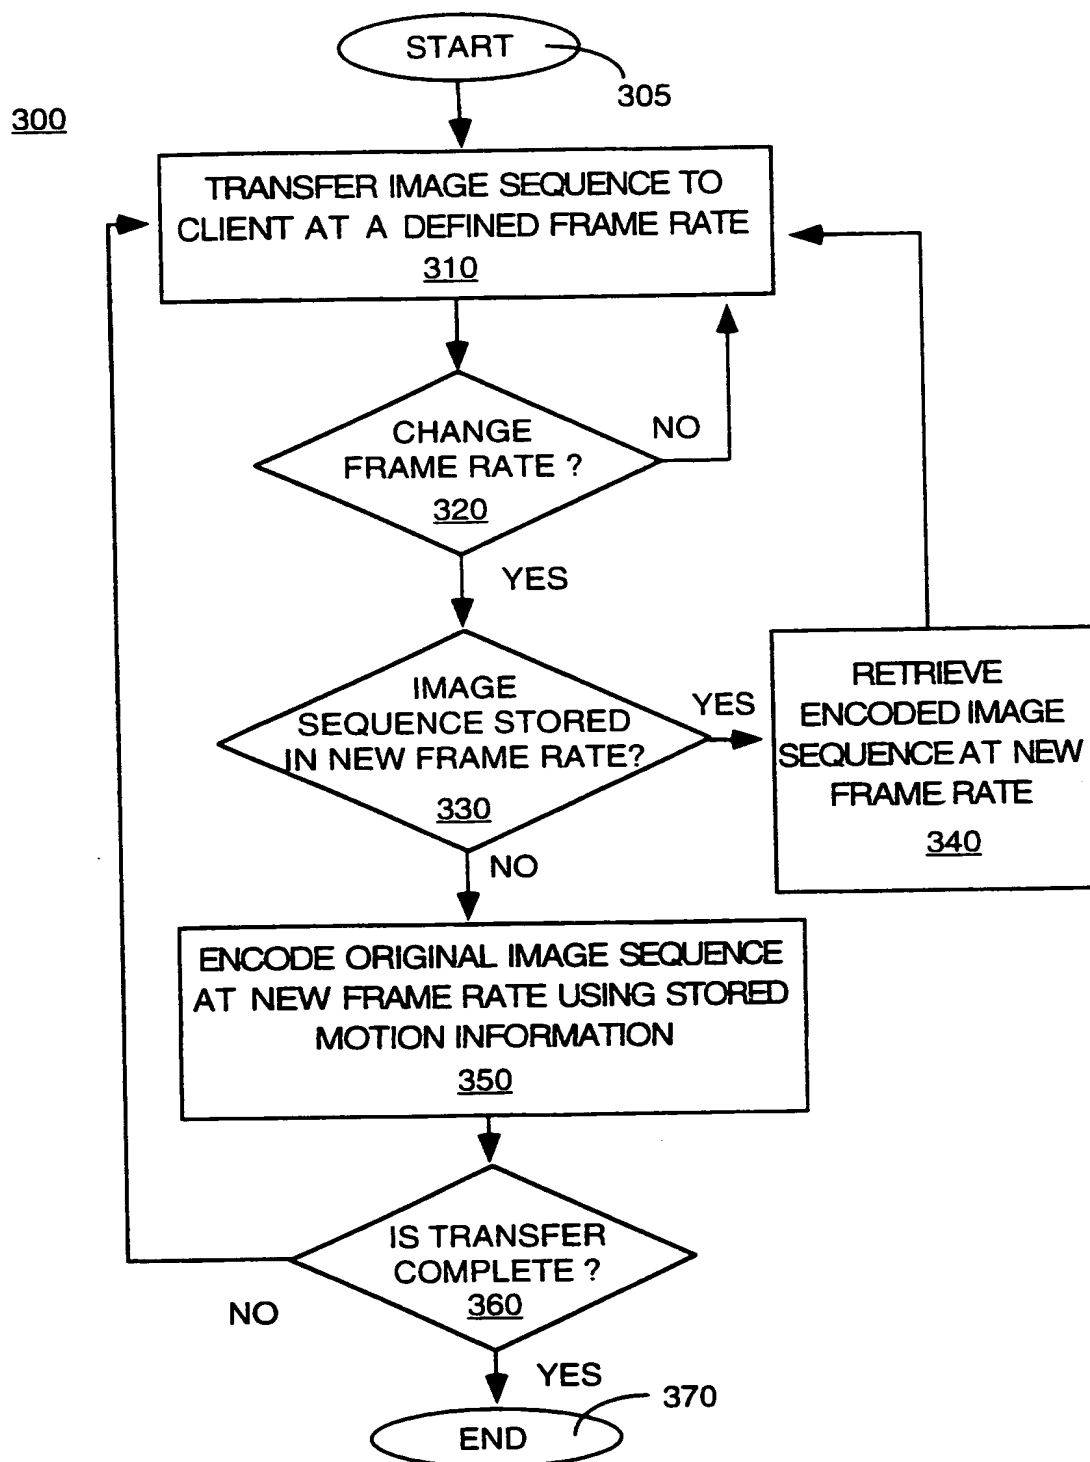 START
305
300
TRANSFER IMAGE SEQUENCE TO
CLIENT AT A DEFINED FRAME RATE
310
CHANGE
FRAME RATE ?
320
NO
YES
IMAGE
SEQUENCE STORED
IN NEW FRAME RATE?
330
YES
RETRIEVE
ENCODED IMAGE
SEQUENCE AT NEW
FRAME RATE
340
NO
ENCODE ORIGINAL IMAGE SEQUENCE
AT NEW FRAME RATE USING STORED
MOTION INFORMATION
350
IS TRANSFER
COMPLETE ?
360
NO
YES
370
END